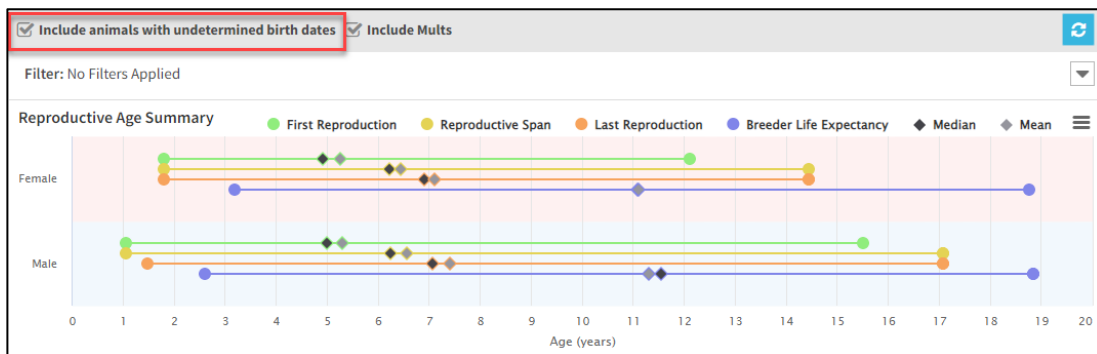 Include animals with undetermined birth dates Include Mults
Filter: No Filters Applied
Reproductive Age Summary
First Reproduction Reproductive Span Last Reproduction Breeder Life Expectancy Median Mean
Female
Male
0 1 2 3 4 5 6 7 8 9 10 11 12 13 14 15 16 17 18 19 20
Age (years)